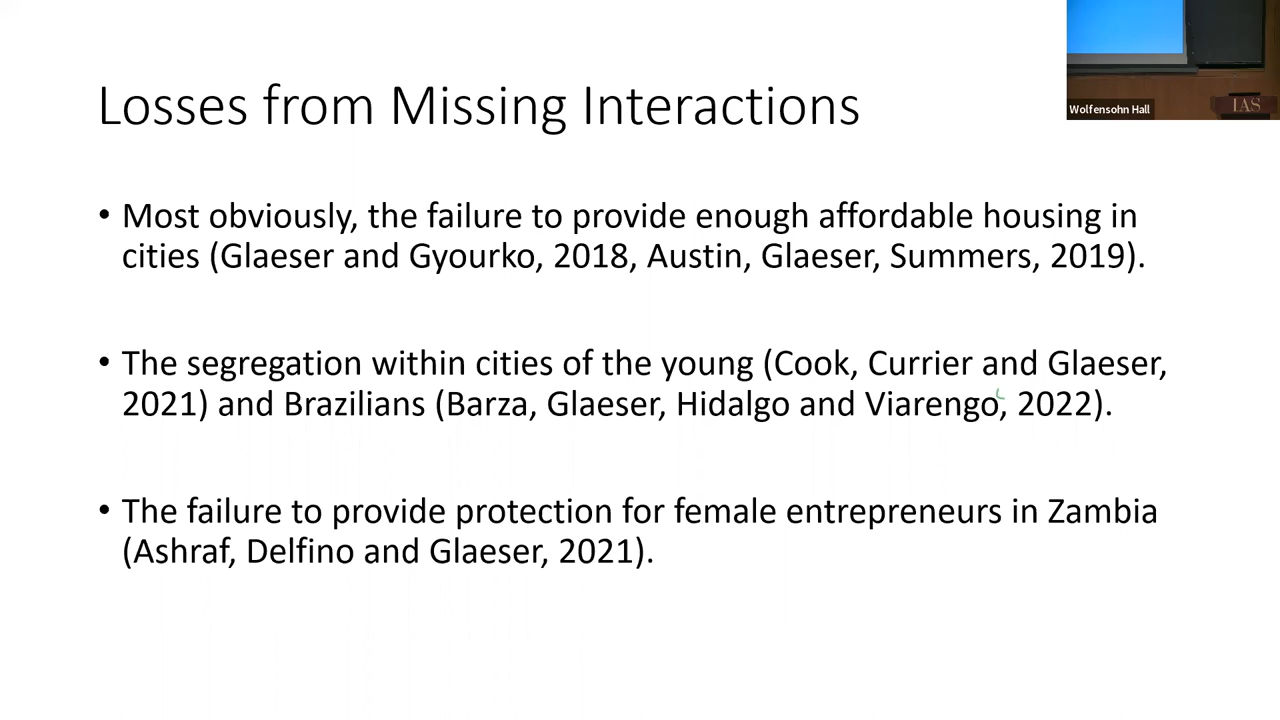 Losses from Missing Interactions
Wolfensohn Hall
IAS
• Most obviously, the failure to provide enough affordable housing in
cities (Glaeser and Gyourko, 2018, Austin, Glaeser, Summers, 2019).
• The segregation within cities of the young (Cook, Currier and Glaeser,
2021) and Brazilians (Barza, Glaeser, Hidalgo and Viarengo, 2022).
• The failure to provide protection for female entrepreneurs in Zambia
(Ashraf, Delfino and Glaeser, 2021).